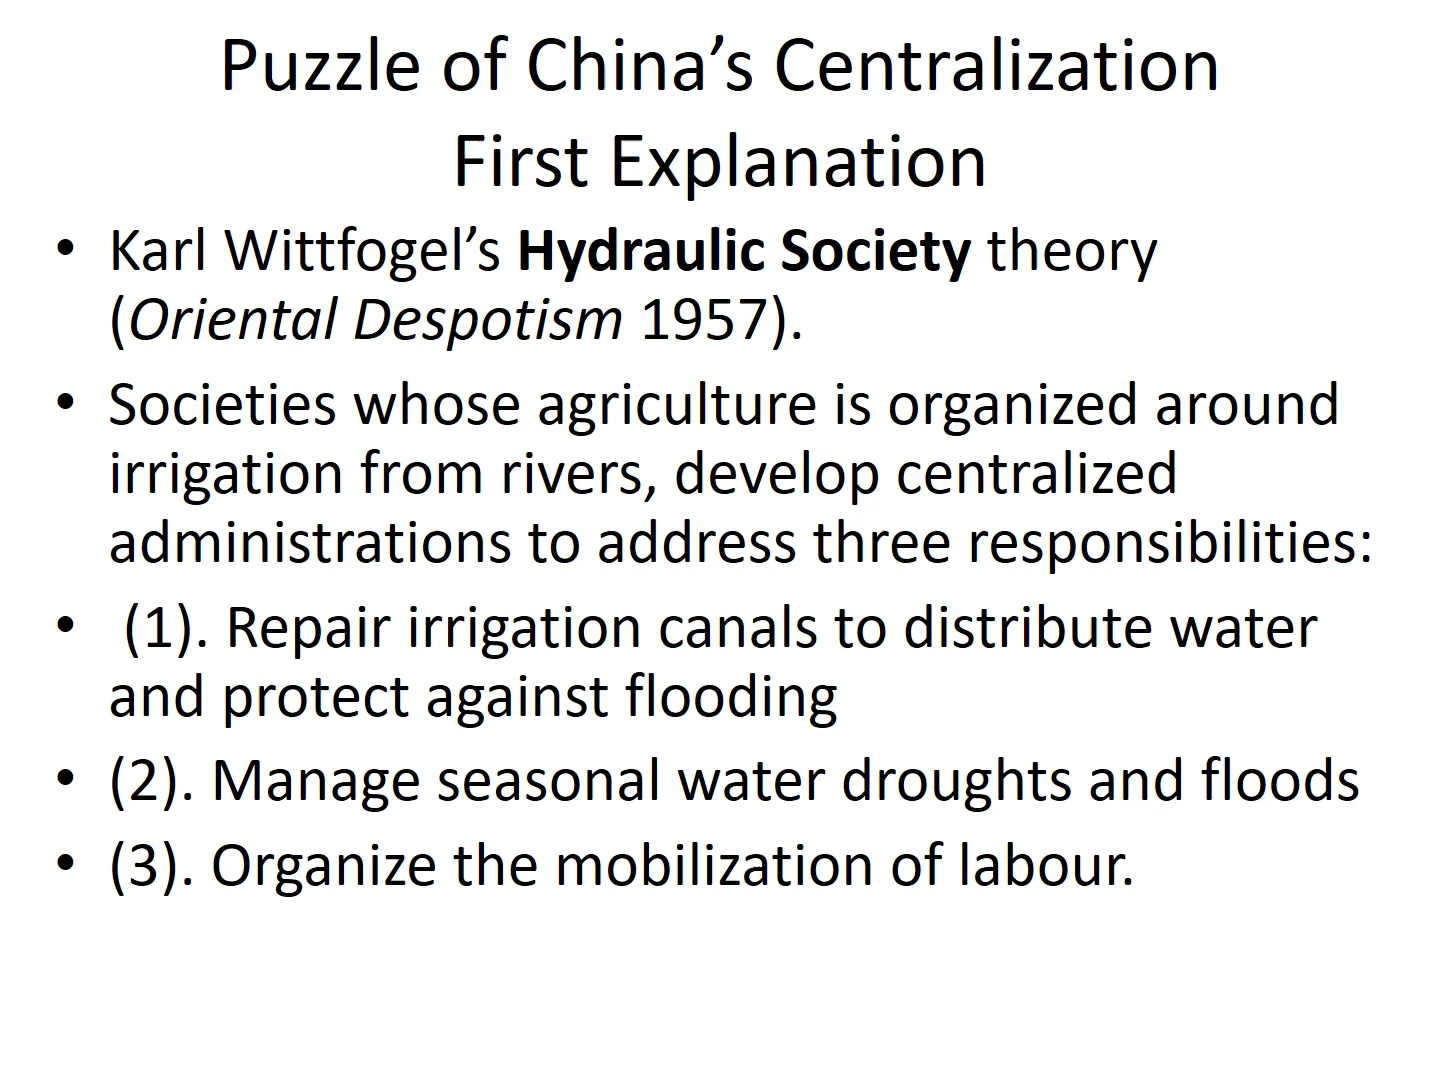 Puzzle of China’s Centralization
First Explanation
• Karl Wittfogel’s Hydraulic Society theory
(Oriental Despotism 1957).
• Societies whose agriculture is organized around
irrigation from rivers, develop centralized
administrations to address three responsibilities:
• (1). Repair irrigation canals to distribute water
and protect against flooding
• (2). Manage seasonal water droughts and floods
• (3). Organize the mobilization of labour.